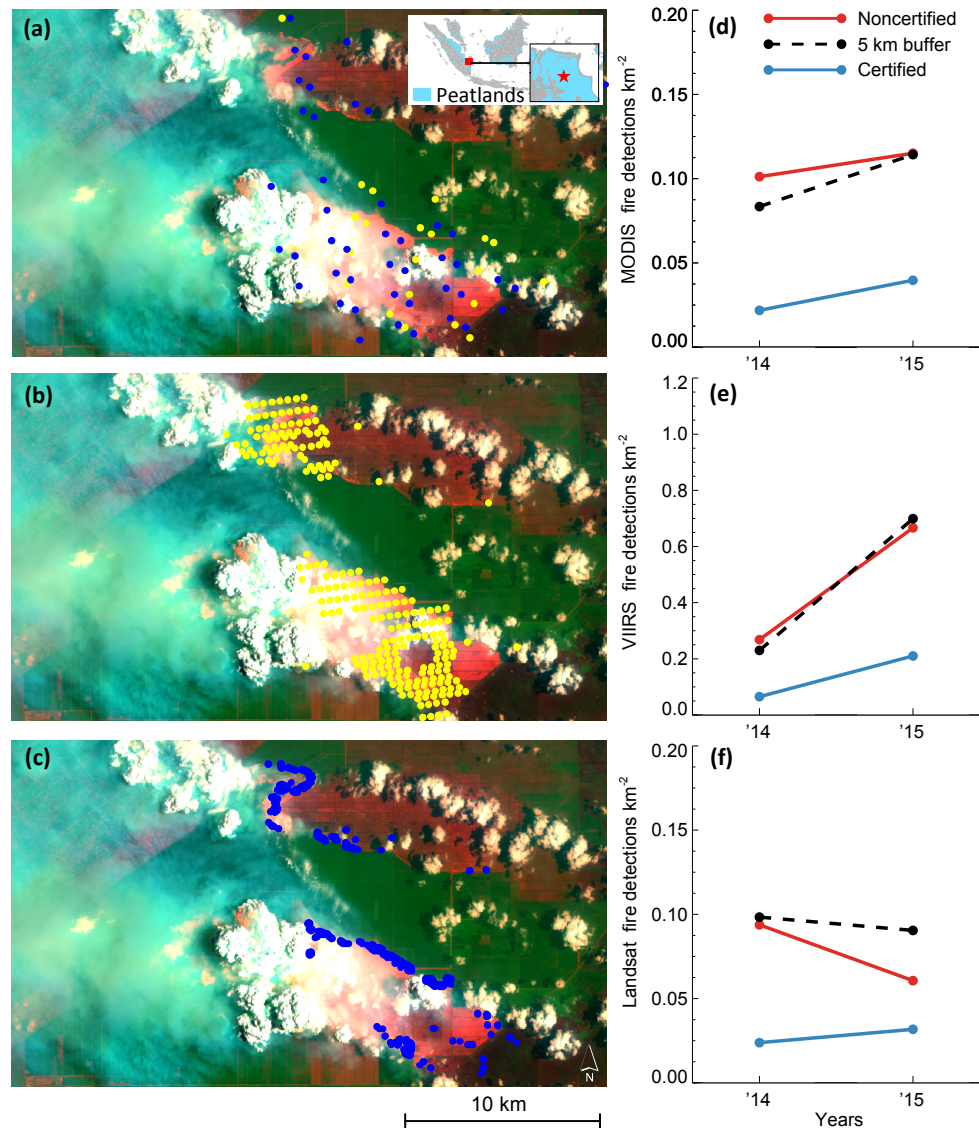 (a)
Peatlands
(b)
(c)
N
10 km
(d)
Noncertified
5 km buffer
Certified
0.20
0.15
0.10
0.05
0.00
MODIS fire detections km-2
'14
'15
(e)
1.2
1.0
0.8
0.6
0.4
0.2
0.0
VIIRS fire detections km-2
'14
'15
(f)
0.20
0.15
0.10
0.05
0.00
Landsat fire detections km-2
'14
'15
Years